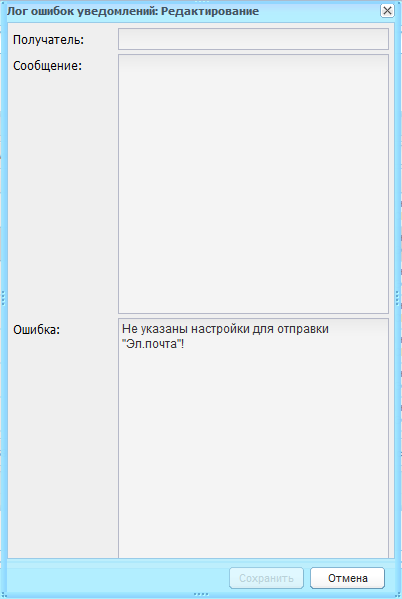 Лог ошибок уведомлений: Редактирование
Получатель:
Сообщение:
Ошибка:
Не указаны настройки для отправки
"Эл.почта"!
Сохранить
Отмена